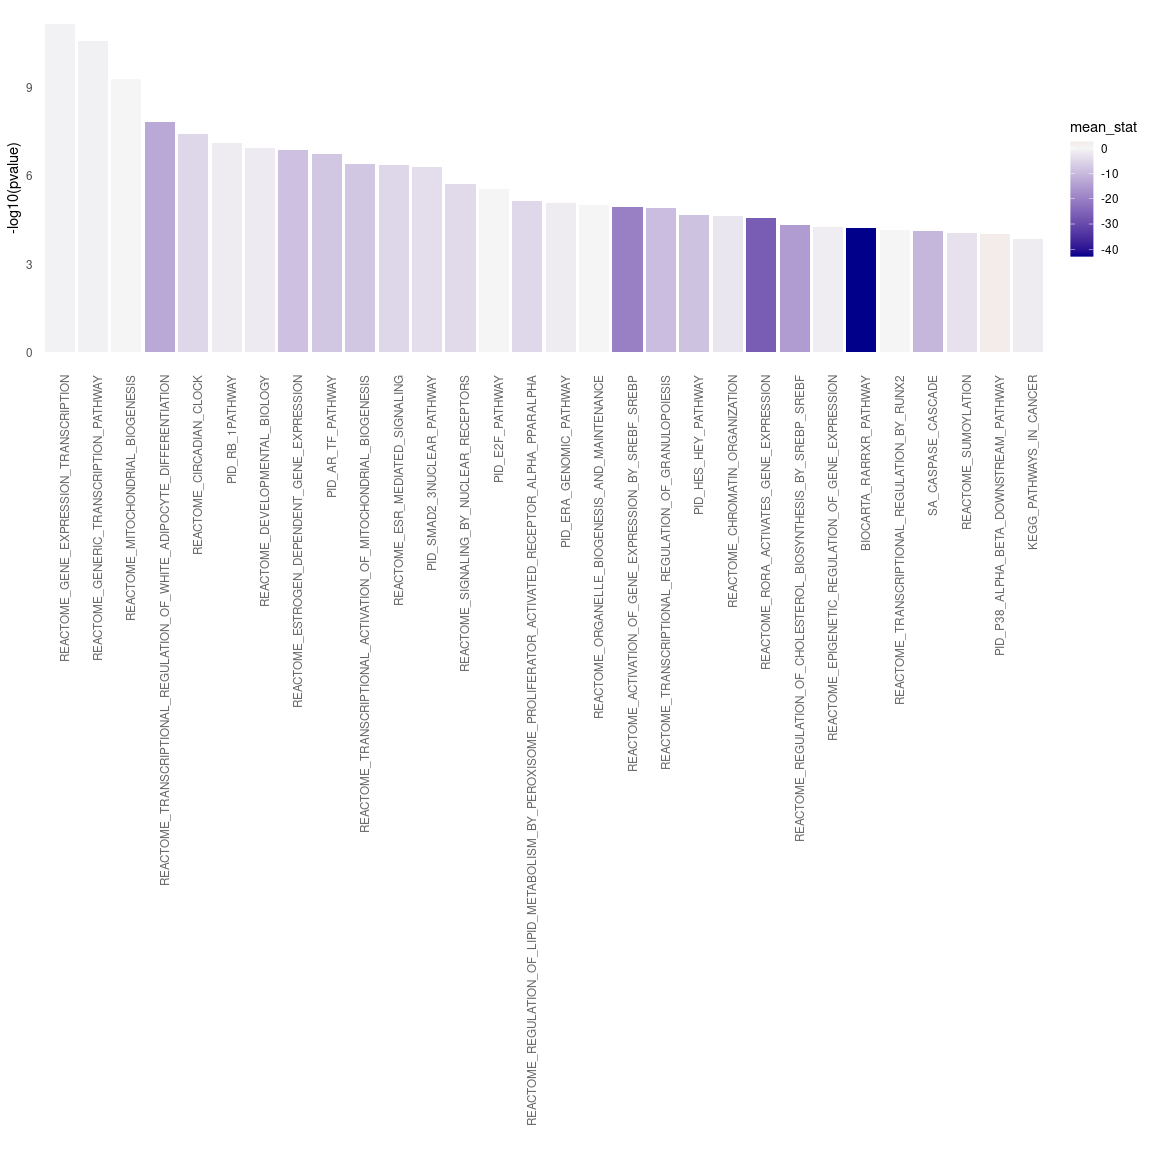 -log10(pvalue)
9
6
3
0
REACTOME_GENE_EXPRESSION_TRANSCRIPTION
REACTOME_GENERIC_TRANSCRIPTION_PATHWAY
REACTOME_MITOCHONDRIAL_BIOGENESIS
REACTOME_TRANSCRIPTIONAL_REGULATION_OF_WHITE_ADIPOCYTE_DIFFERENTIATION
REACTOME_CIRCADIAN_CLOCK
PID_RB_1PATHWAY
REACTOME_DEVELOPMENTAL_BIOLOGY
REACTOME_ESTROGEN_DEPENDENT_GENE_EXPRESSION
PID_AR_TF_PATHWAY
REACTOME_TRANSCRIPTIONAL_ACTIVATION_OF_MITOCHONDRIAL_BIOGENESIS
REACTOME_ESR_MEDIATED_SIGNALING
PID_SMAD2_3NUCLEAR_PATHWAY
REACTOME_SIGNALING_BY_NUCLEAR_RECEPTORS
PID_E2F_PATHWAY
REACTOME_REGULATION_OF_LIPID_METABOLISM_BY_PEROXISOME_PROLIFERATOR_ACTIVATED_RECEPTOR_ALPHA_PPARALPHA
PID_ERA_GENOMIC_PATHWAY
REACTOME_ORGANELLE_BIOGENESIS_AND_MAINTENANCE
REACTOME_ACTIVATION_OF_GENE_EXPRESSION_BY_SREBF_SREBP
REACTOME_TRANSCRIPTIONAL_REGULATION_OF_GRANULOPOIESIS
PID_HES_HEY_PATHWAY
REACTOME_CHROMATIN_ORGANIZATION
REACTOME_RORA_ACTIVATES_GENE_EXPRESSION
REACTOME_REGULATION_OF_CHOLESTEROL_BIOSYNTHESIS_BY_SREBP_SREBF
REACTOME_EPIGENETIC_REGULATION_OF_GENE_EXPRESSION
BIOCARTA_RARRXR_PATHWAY
REACTOME_TRANSCRIPTIONAL_REGULATION_BY_RUNX2
SA_CASPASE_CASCADE
REACTOME_SUMOYLATION
PID_P38_ALPHA_BETA_DOWNSTREAM_PATHWAY
KEGG_PATHWAYS_IN_CANCER
mean_stat
0
-10
-20
-30
-40